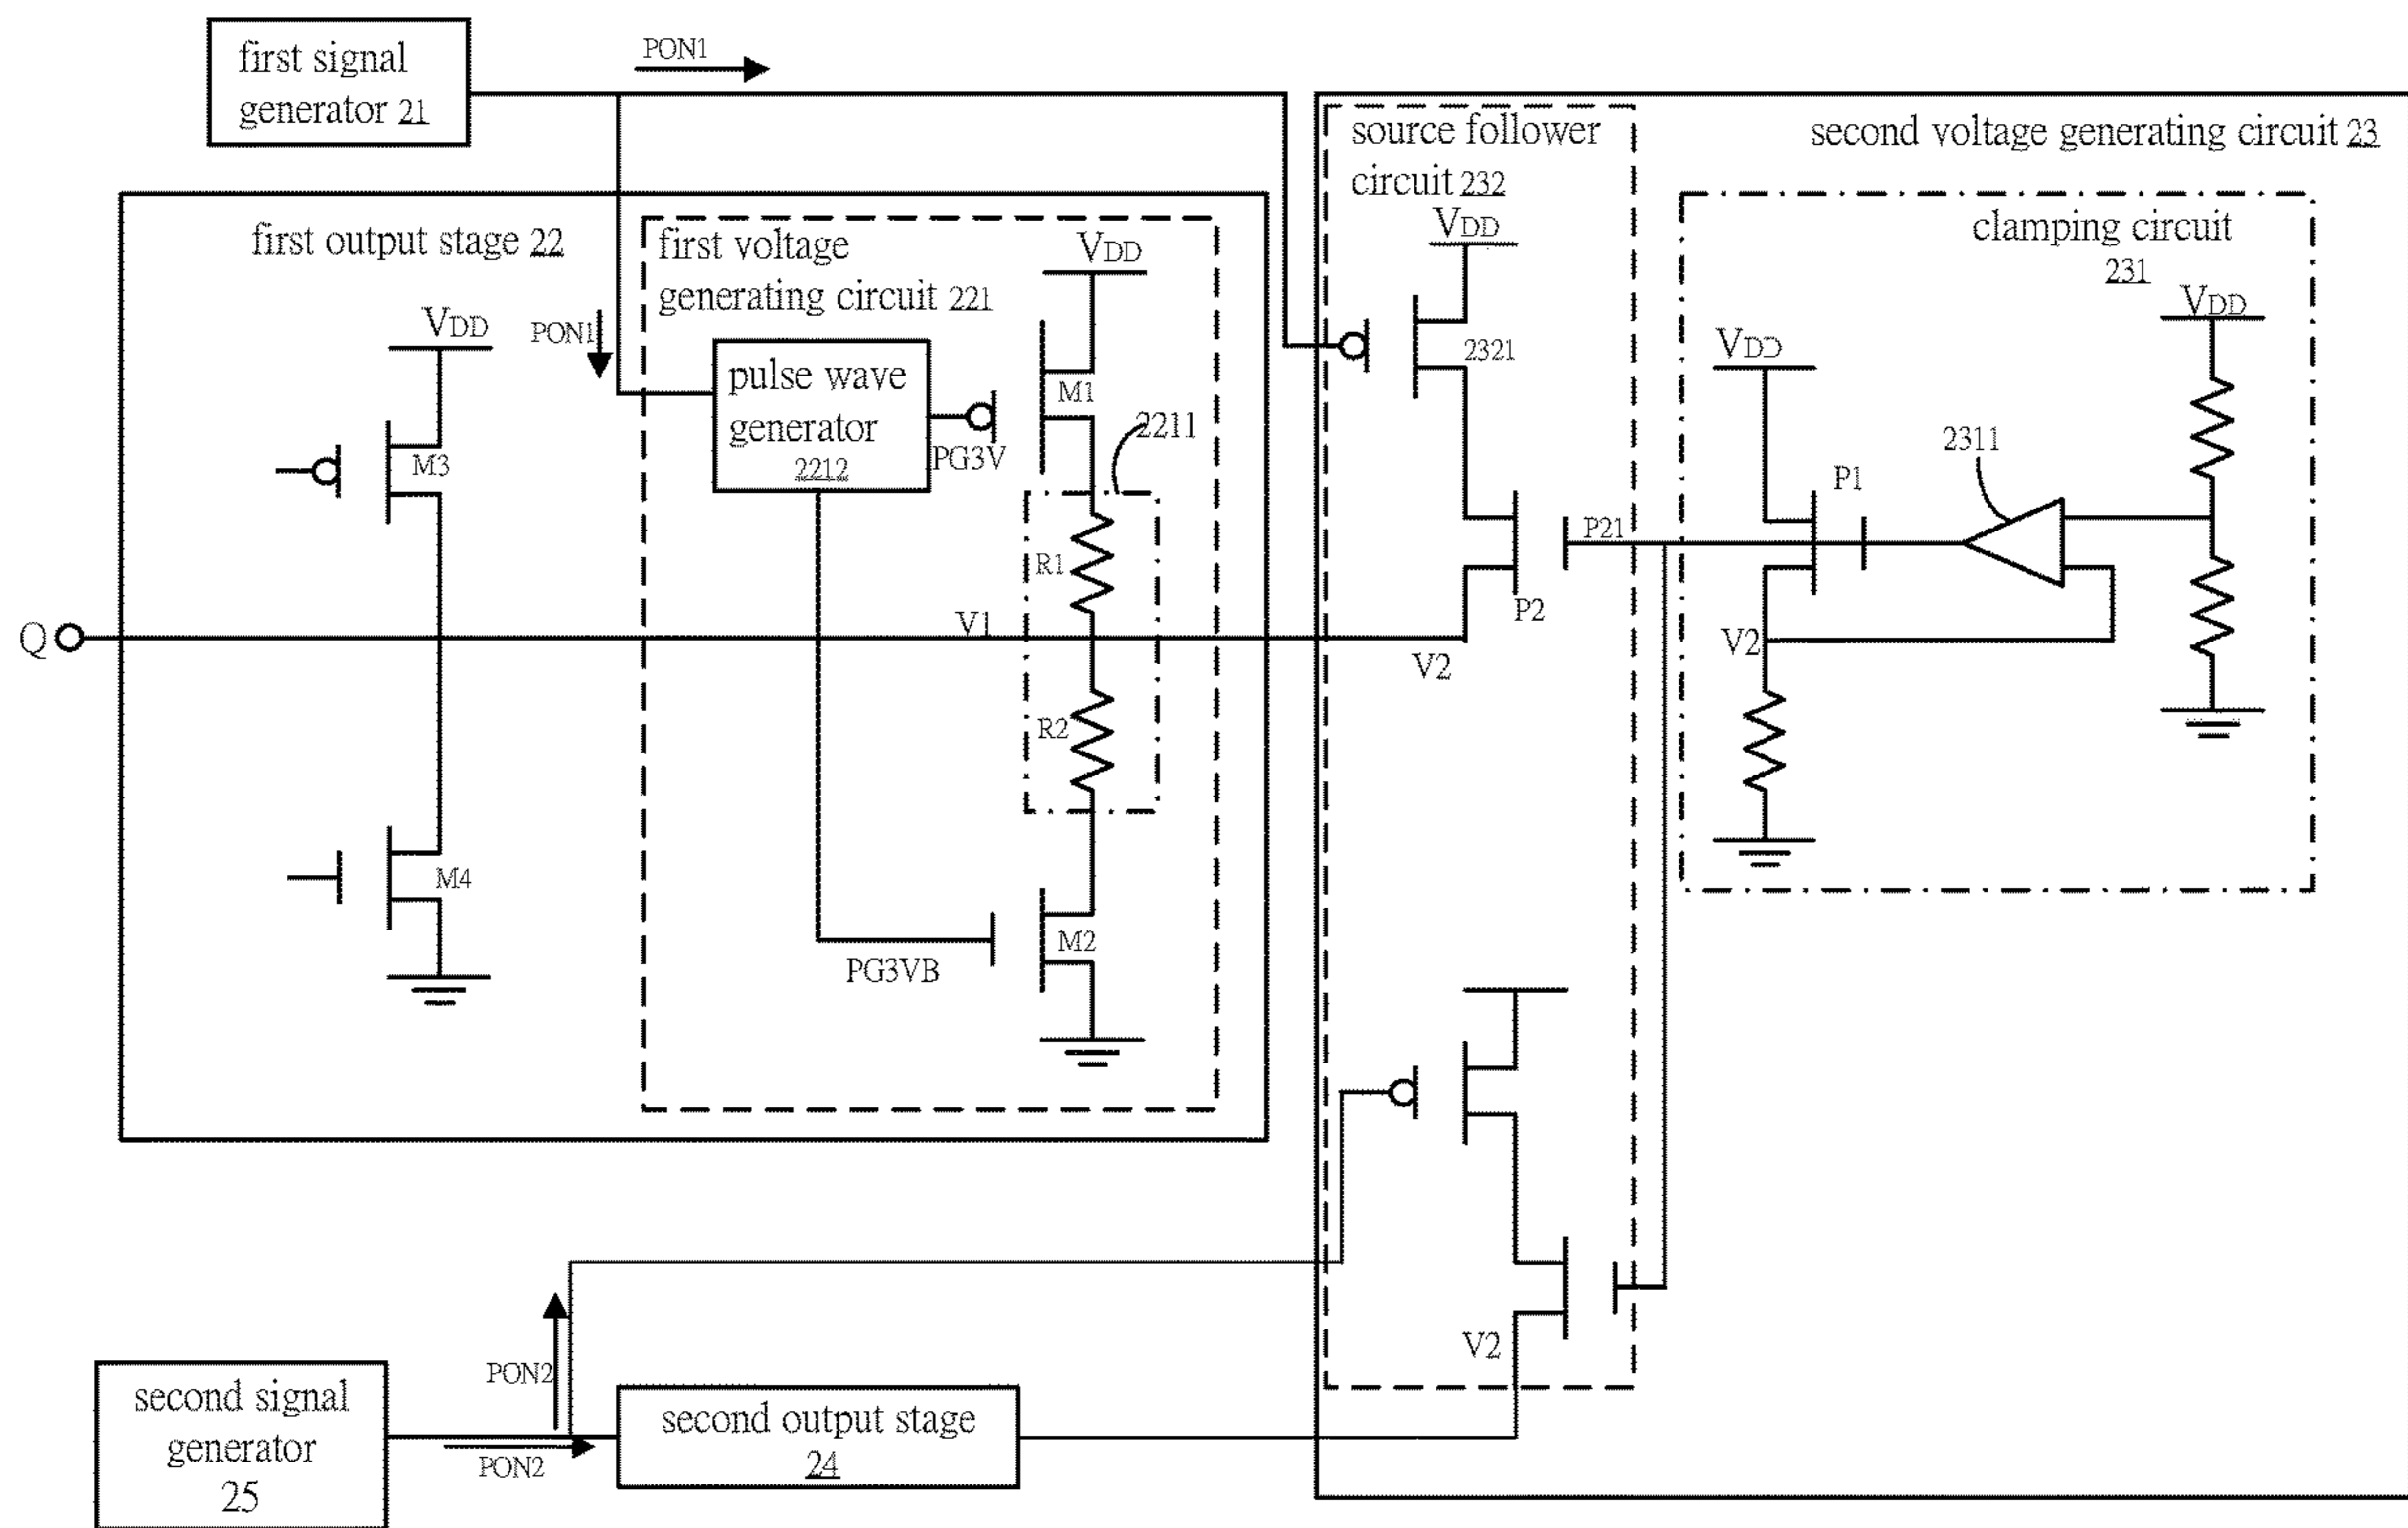 first signal
generator 21
PON1
source follower
circuit 232
second voltage generating circuit 23
first output stage 22
first voltage
generating circuit 221
clamping circuit
231
VDD
VDD
VDD
VDD
VDD
PON1
pulse wave
generator
2212
PG3V
M1
M3
2211
2321
P1
2311
P21
R1
P2
Q
V1
V2
V2
R2
M4
M2
PG3VB
V2
PON2
second signal
generator
25
PON2
second output stage
24